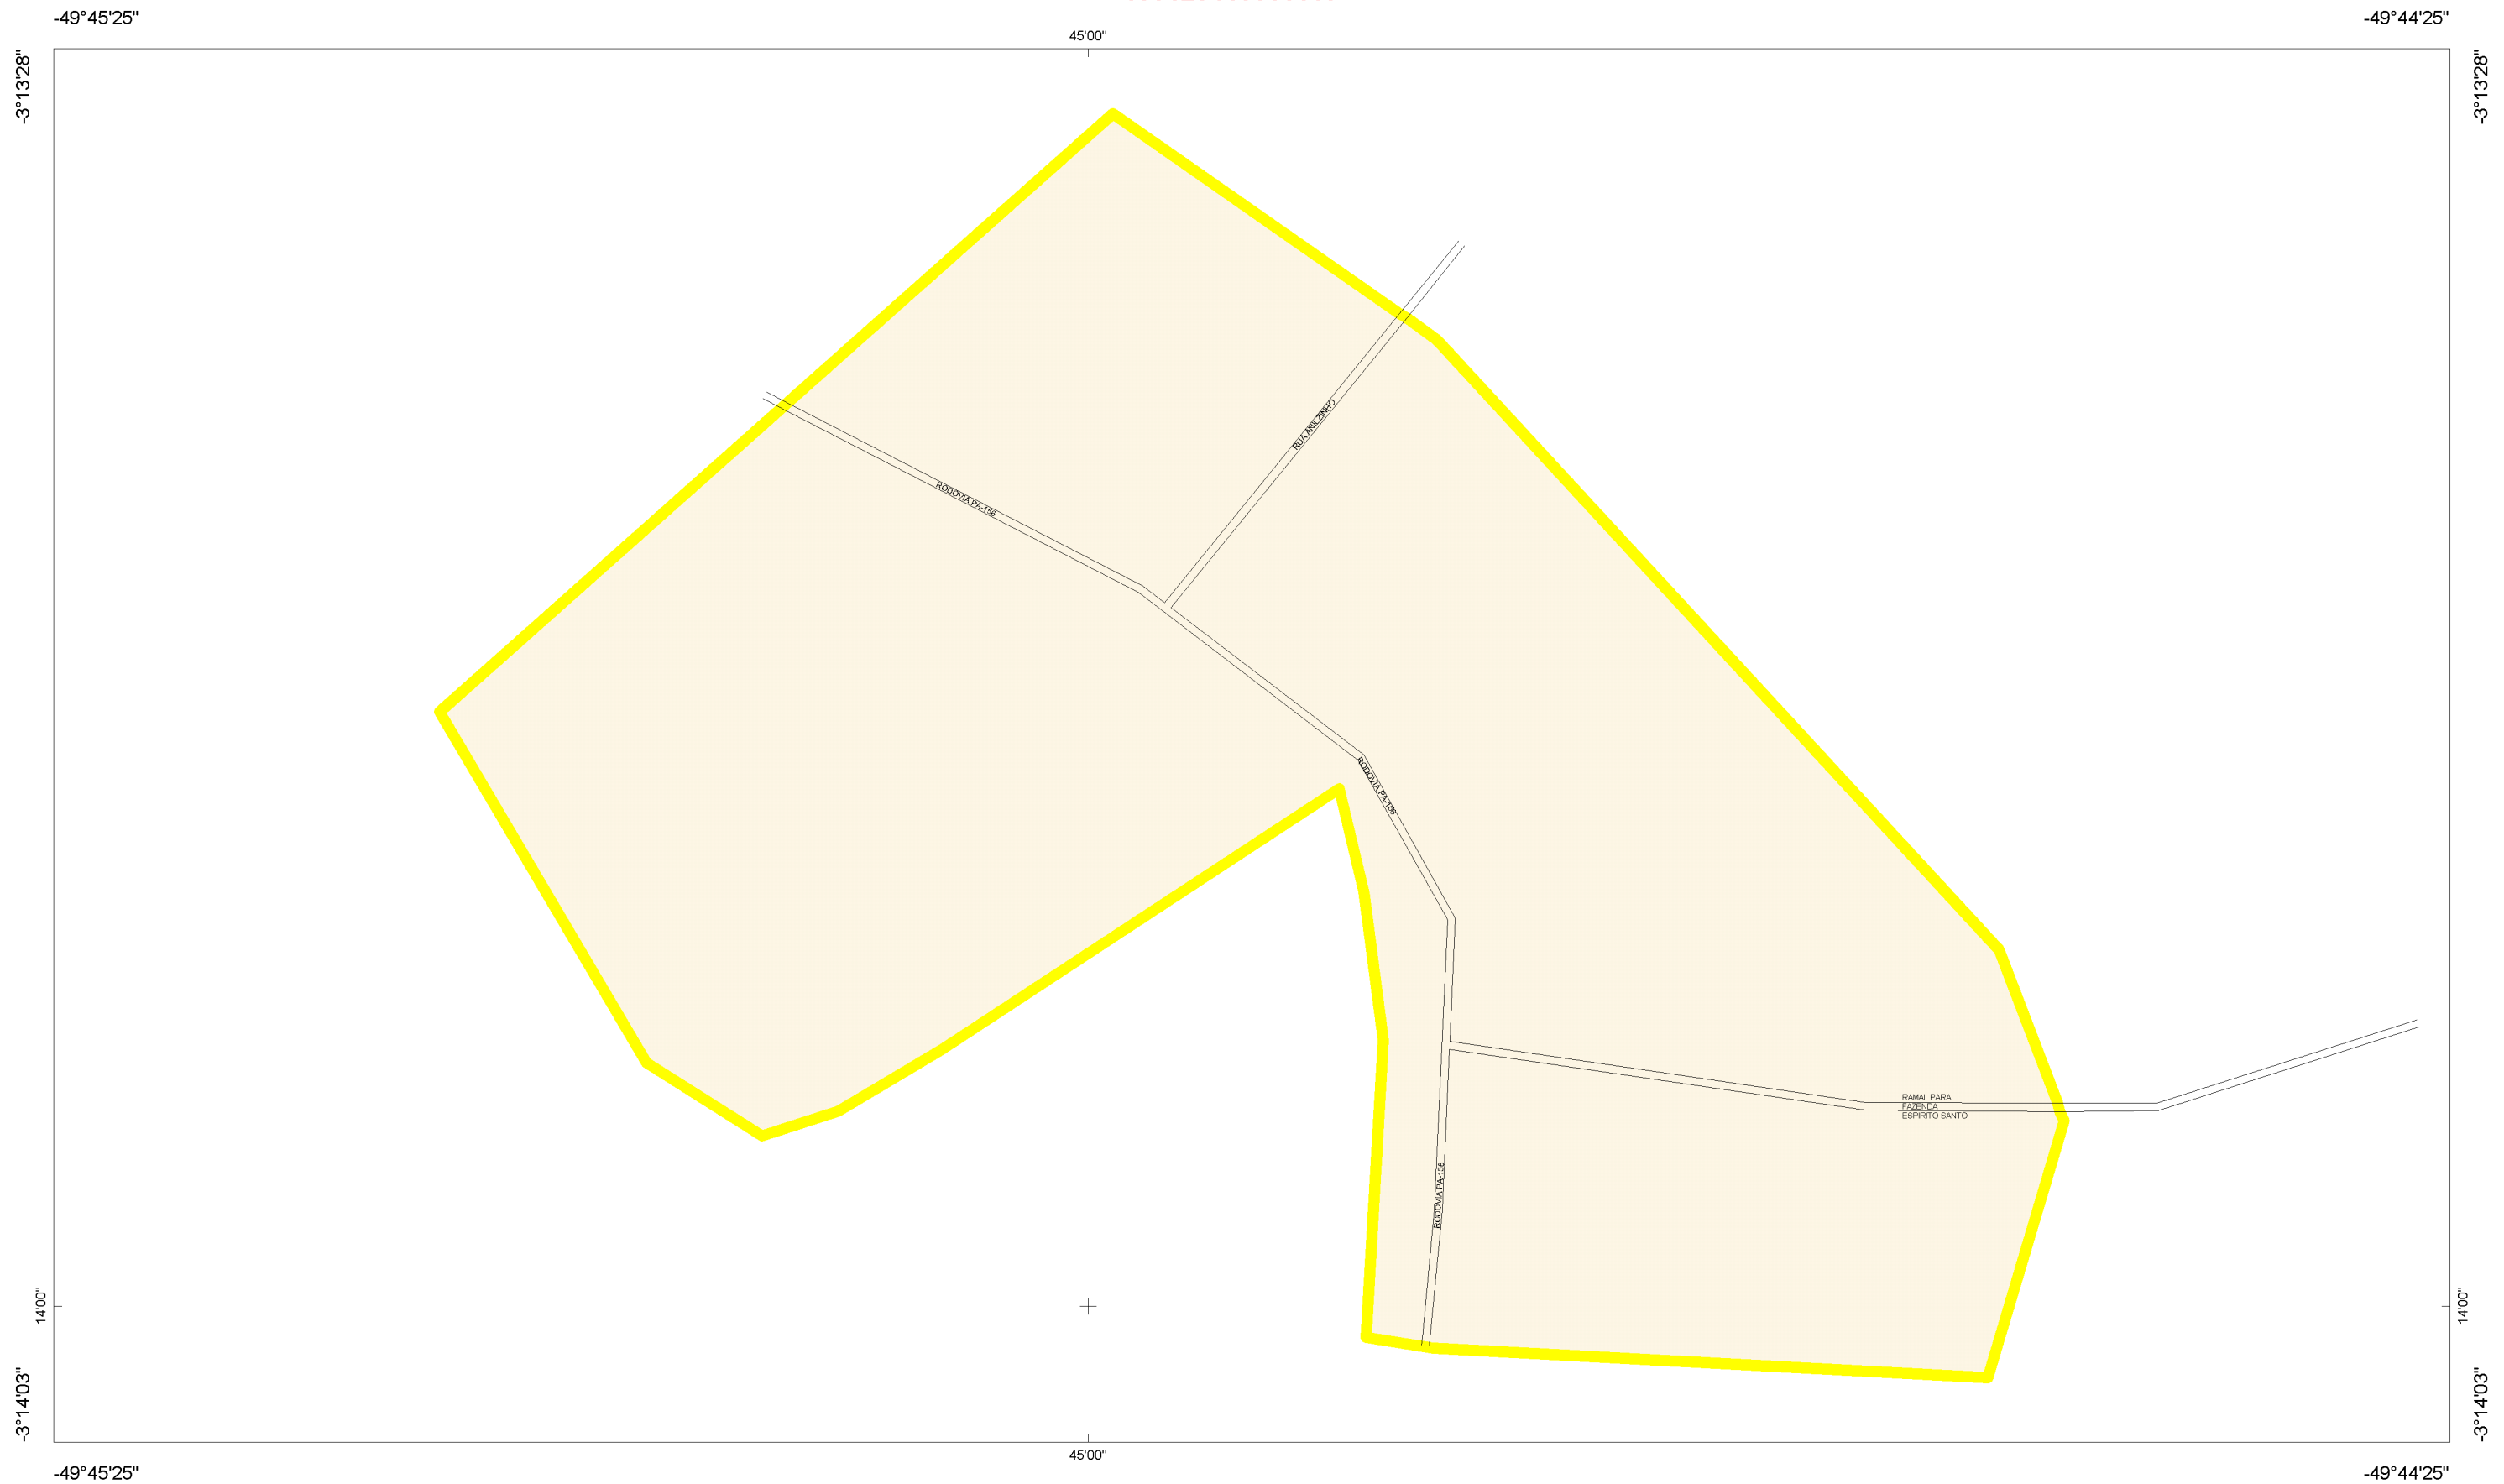 -49°45'25"
-49°44'25"
45'00"
-3°13'28"
-3°13'28"
RUA ANILZINHO
RODOVIA PA-156
RODOVIA PA-156
RAMAL PARA
FAZENDA
ESPIRITO SANTO
RODOVIA PA-156
14'00"
14'00"
-3°14'03"
-3°14'03"
45'00"
-49°45'25"
-49°44'25"